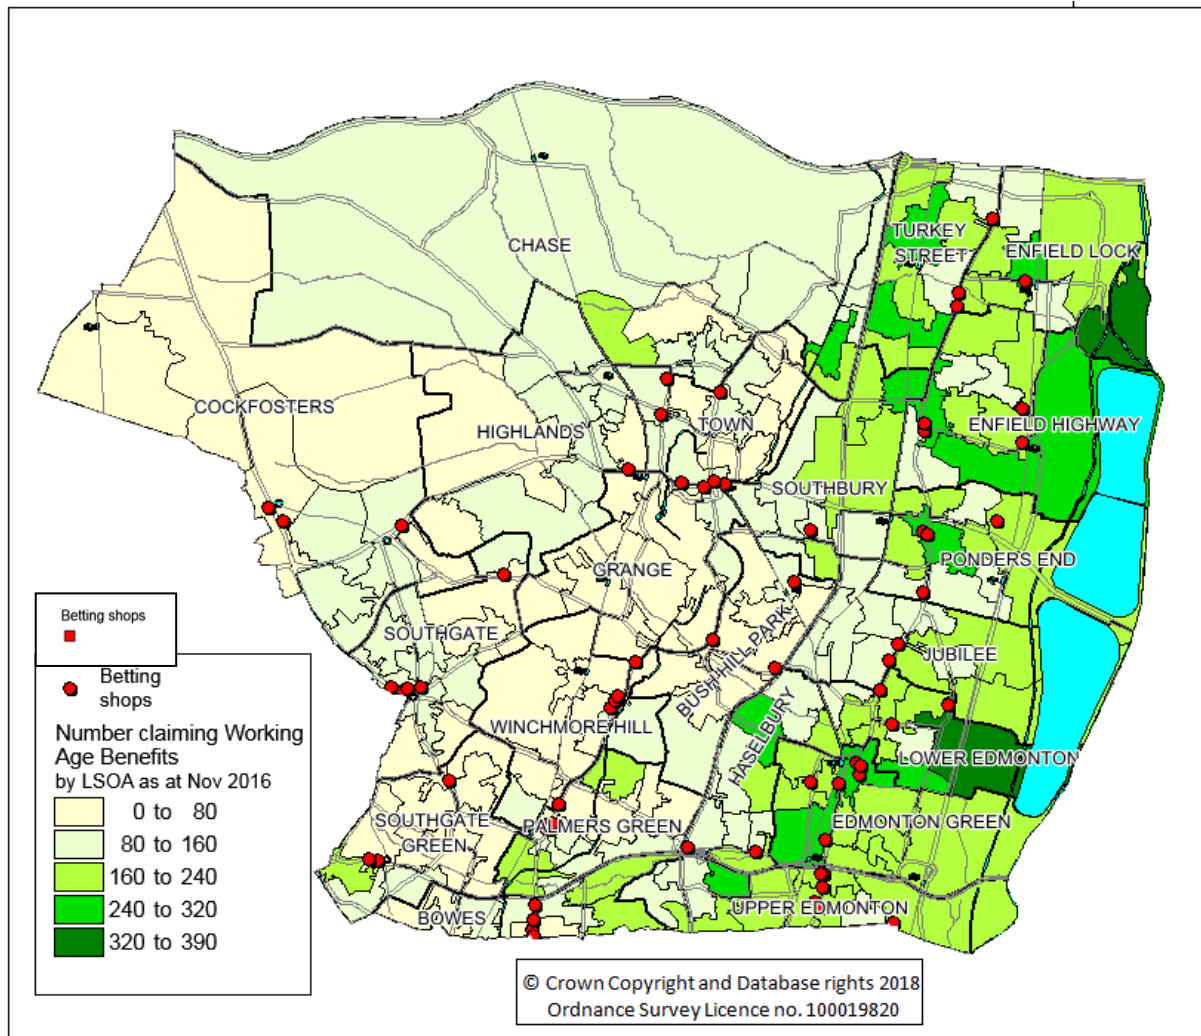 TURKEY
STREET
ENFIELD LOCK
CHASE
COCKFOSTERS
HIGHLANDS
TOWN
ENFIELD HIGHWAY
SOUTHBURY
GRANGE
PONDERS END
SOUTHGATE
BUSH HILL PARK
JUBILEE
WINCHMORE HILL
HASELBURY
LOWER EDMONTON
SOUTHGATE
GREEN
PALMERS GREEN
EDMONTON GREEN
BOWES
UPPER EDMONTON
Betting shops
Betting
shops
Number claiming Working
Age Benefits
by LSOA as at Nov 2016
0 to 80
80 to 160
160 to 240
240 to 320
320 to 390
© Crown Copyright and Database rights 2018
Ordnance Survey Licence no. 100019820